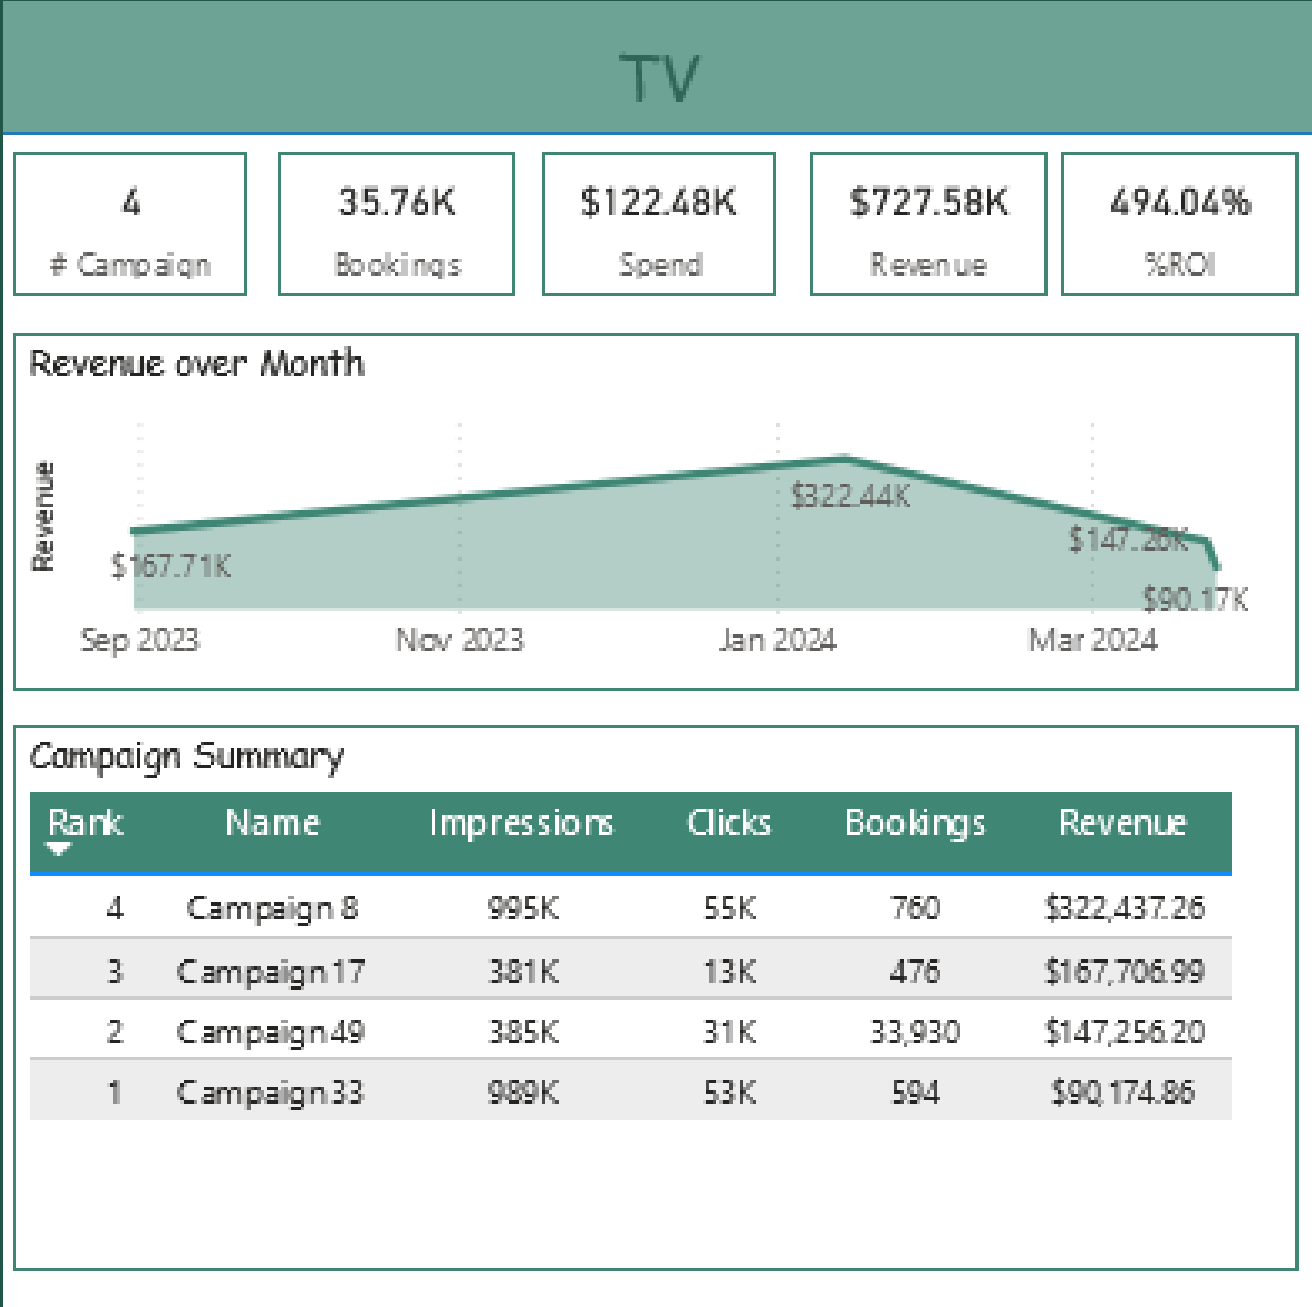 TV
4 35.76K $122.48K $727.58K 494.04%
# Campaign Bookings Spend Revenue %ROI
Revenue over Month
Revenue
$322.44K
$147.26K
$167.71K
$90.17K
Sep 2023 Nov 2023 Jan 2024 Mar 2024
Campaign Summary
Rank Name Impressions Clicks Bookings Revenue
4 Campaign 8 995K 55K 760 $322,437.26
3 Campaign 17 381K 13K 476 $167,706.99
2 Campaign 49 385K 31K 33,930 $147,256.20
1 Campaign 33 989K 53K 594 $90,174.86